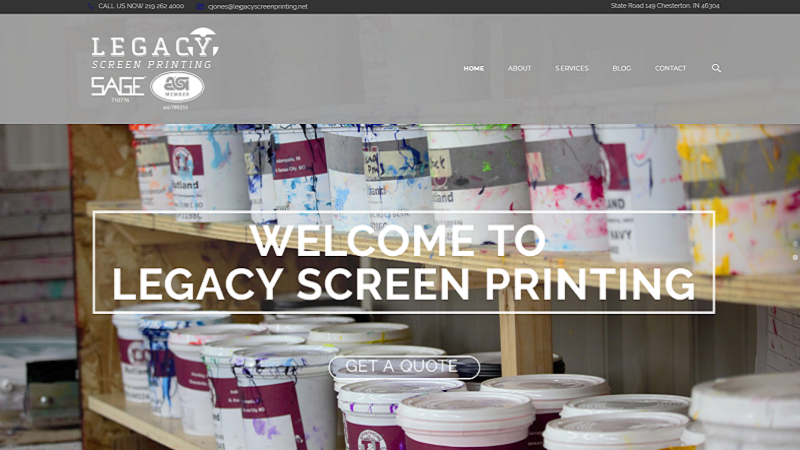 CALL US NOW 219 262 4000 cjones@legacyscreenprinting.net State Road 149 Chesterton, IN 46304
LEGACY
SCREEN PRINTING
SAGE asi
MEMBER
710776
asi/789255
HOME ABOUT SERVICES BLOG CONTACT
WELCOME TO
LEGACY SCREEN PRINTING
GET A QUOTE